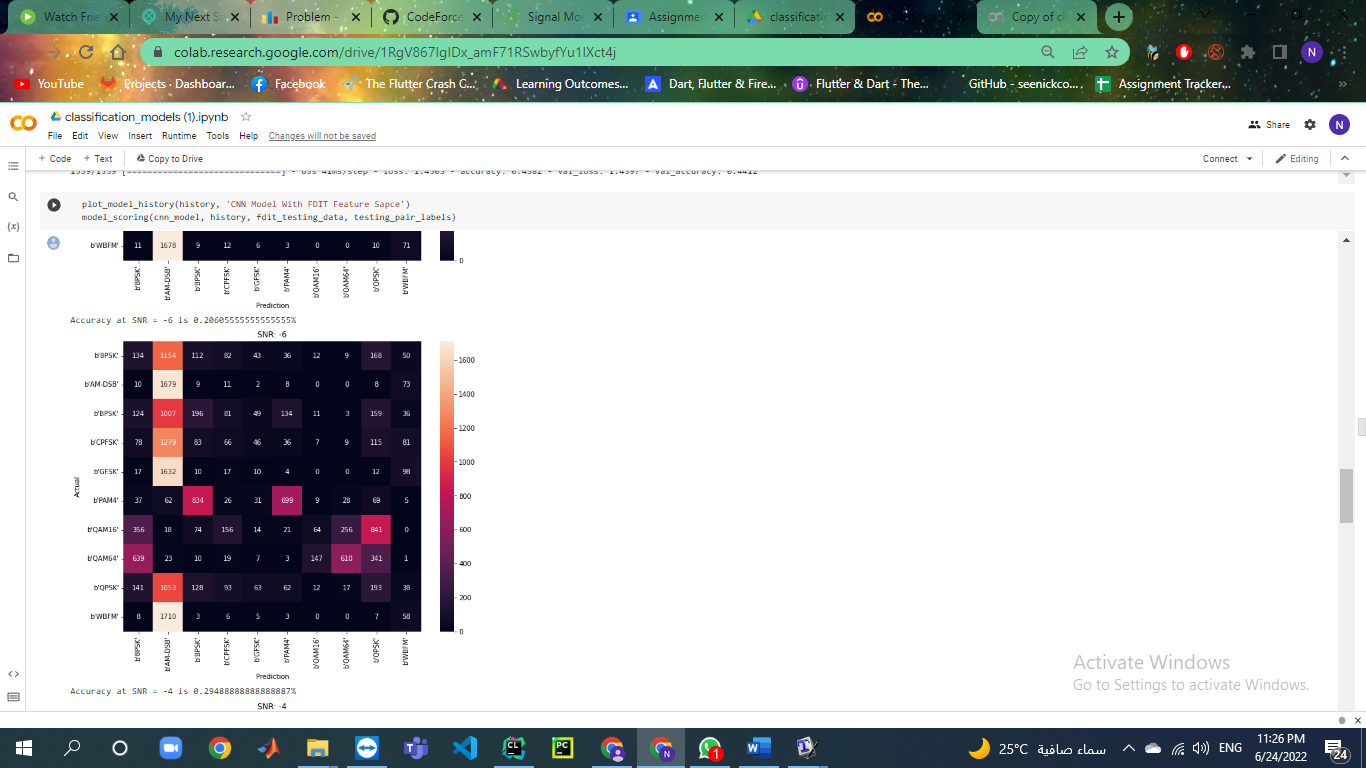 Watch Frie
My Next S
Problem -
CodeForce
Signal Mo
Assignmer
classificatio
Copy of cl
colab.research.google.com/drive/1RgV867IgIDx_amF71RSwbyfYu1IXct4j
N
YouTube
Projects · Dashboar...
Facebook
The Flutter Crash C...
Learning Outcomes...
Dart, Flutter & Fire...
Flutter & Dart - The...
GitHub - seenickco...
Assignment Tracker...
»
classification_models (1).ipynb
File Edit View Insert Runtime Tools Help Changes will not be saved
Share
N
+ Code + Text Copy to Drive
Connect Editing
plot_model_history(history, 'CNN Model With FDIT Feature Sapce')
model_scoring(cnn_model, history, fdit_testing_data, testing_pair_labels)
b'WBFM' 11 1678 9 12 6 3 0 0 10 71
0
b'8PSK' b'AM-DSB' b'BPSK' b'CPFSK' b'GFSK' b'PAM4' b'QAM16' b'QAM64' b'QPSK' b'WBFM'
Prediction
Accuracy at SNR = -6 is 0.20605555555555555%
SNR: -6
b'8PSK' 134 1154 112 82 43 36 12 9 168 50
b'AM-DSB' 10 1679 9 11 2 8 0 0 8 73
b'BPSK' 124 1007 196 81 49 134 11 3 159 36
b'CPFSK' 78 1279 83 66 46 36 7 9 115 81
b'GFSK' 17 1632 10 17 10 4 0 0 12 98
b'PAM4' 37 62 834 26 31 699 9 28 69 5
b'QAM16' 356 18 74 156 14 21 64 256 841 0
b'QAM64' 639 23 10 19 7 3 147 610 341 1
b'QPSK' 141 1053 128 93 63 62 12 17 193 38
b'WBFM' 8 1710 3 6 5 3 0 0 7 58
Actual
1600
1400
1200
1000
800
600
400
200
0
b'8PSK' b'AM-DSB' b'BPSK' b'CPFSK' b'GFSK' b'PAM4' b'QAM16' b'QAM64' b'QPSK' b'WBFM'
Prediction
Accuracy at SNR = -4 is 0.29488888888888887%
SNR: -4
Activate Windows
Go to Settings to activate Windows.
25°C سماء صافية
ENG
11:26 PM
6/24/2022
24